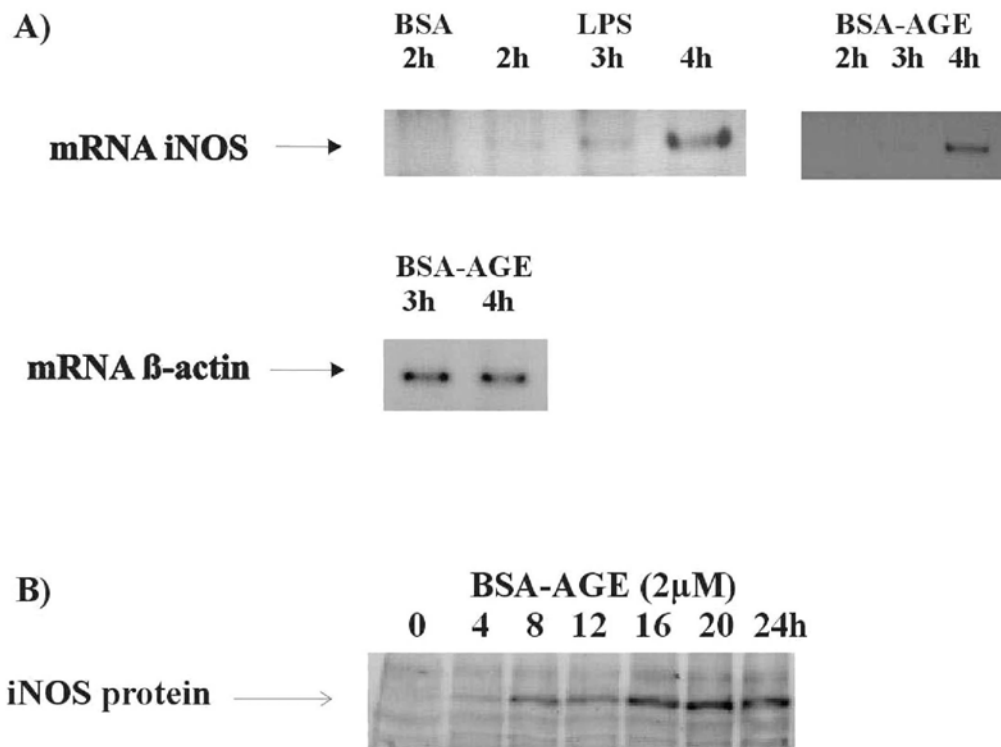 A)
BSA LPS BSA-AGE
2h 2h 3h 4h 2h 3h 4h
mRNA iNOS
BSA-AGE
3h 4h
mRNA ß-actin
B)
BSA-AGE (2µM)
0 4 8 12 16 20 24h
iNOS protein